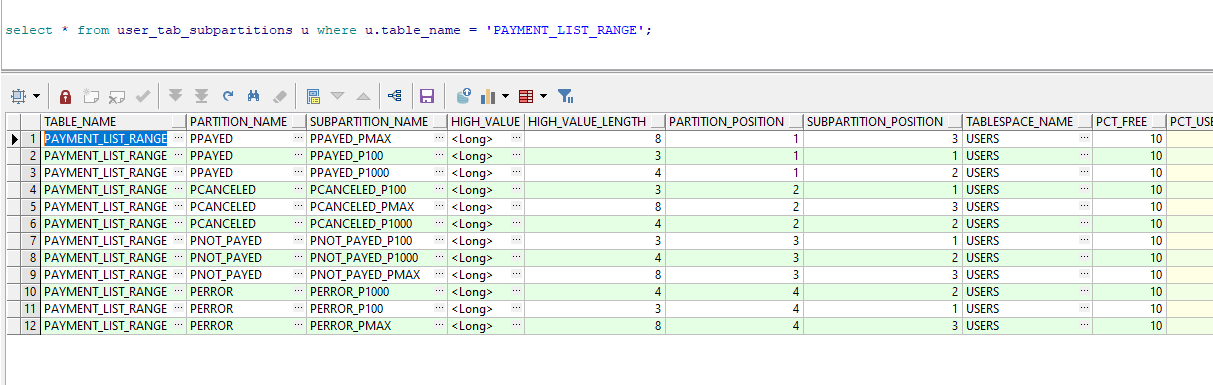 select * from user_tab_subpartitions u where u.table_name = 'PAYMENT_LIST_RANGE';
TABLE_NAME PARTITION_NAME SUBPARTITION_NAME HIGH_VALUE HIGH_VALUE_LENGTH PARTITION_POSITION SUBPARTITION_POSITION TABLESPACE_NAME PCT_FREE PCT_USE
1 PAYMENT_LIST_RANGE ... PPAYED ... PPAYED_PMAX ... <Long> ... 8 1 3 USERS ... 10
2 PAYMENT_LIST_RANGE ... PPAYED ... PPAYED_P100 ... <Long> ... 3 1 1 USERS ... 10
3 PAYMENT_LIST_RANGE ... PPAYED ... PPAYED_P1000 ... <Long> ... 4 1 2 USERS ... 10
4 PAYMENT_LIST_RANGE ... PCANCELED ... PCANCELED_P100 ... <Long> ... 3 2 1 USERS ... 10
5 PAYMENT_LIST_RANGE ... PCANCELED ... PCANCELED_PMAX ... <Long> ... 8 2 3 USERS ... 10
6 PAYMENT_LIST_RANGE ... PCANCELED ... PCANCELED_P1000 ... <Long> ... 4 2 2 USERS ... 10
7 PAYMENT_LIST_RANGE ... PNOT_PAYED ... PNOT_PAYED_P100 ... <Long> ... 3 3 1 USERS ... 10
8 PAYMENT_LIST_RANGE ... PNOT_PAYED ... PNOT_PAYED_P1000 ... <Long> ... 4 3 2 USERS ... 10
9 PAYMENT_LIST_RANGE ... PNOT_PAYED ... PNOT_PAYED_PMAX ... <Long> ... 8 3 3 USERS ... 10
10 PAYMENT_LIST_RANGE ... PERROR ... PERROR_P1000 ... <Long> ... 4 4 2 USERS ... 10
11 PAYMENT_LIST_RANGE ... PERROR ... PERROR_P100 ... <Long> ... 3 4 1 USERS ... 10
12 PAYMENT_LIST_RANGE ... PERROR ... PERROR_PMAX ... <Long> ... 8 4 3 USERS ... 10